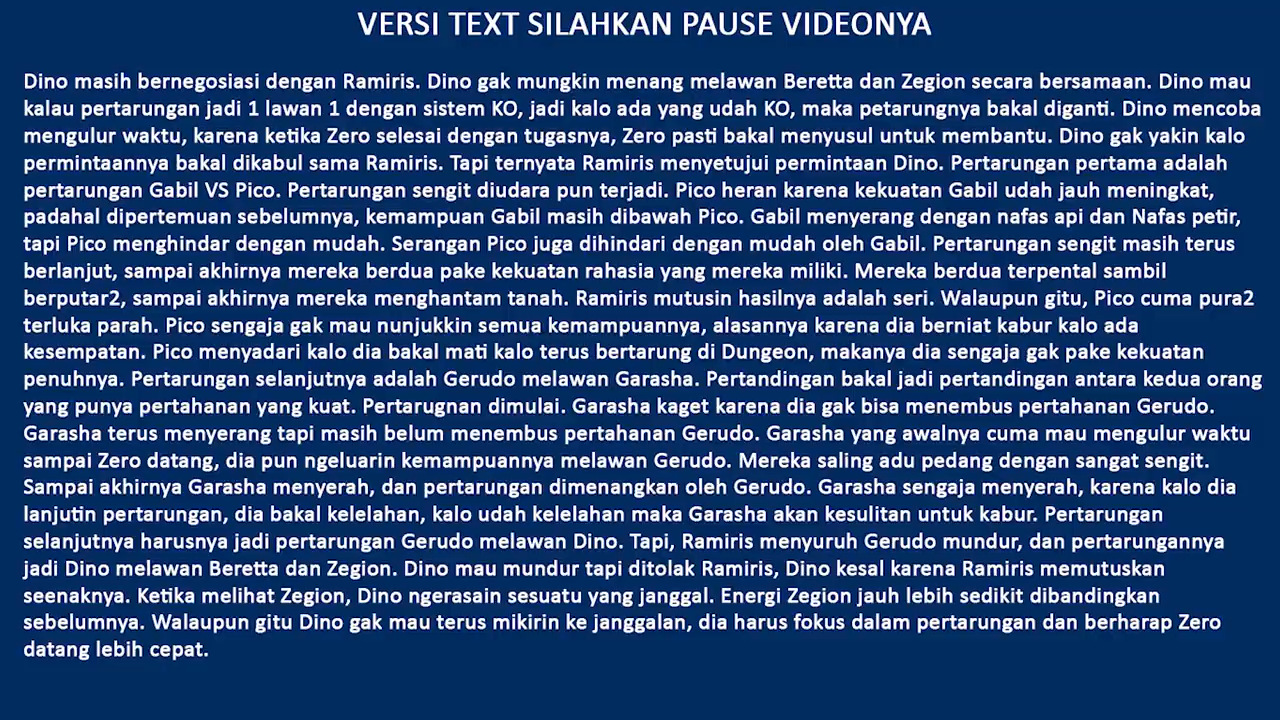 VERSI TEXT SILAHKAN PAUSE VIDEONYA
Dino masih bernegosiasi dengan Ramiris. Dino gak mungkin menang melawan Beretta dan Zegion secara bersamaan. Dino mau
kalau pertarungan jadi 1 lawan 1 dengan sistem KO, jadi kalo ada yang udah KO, maka petarungnya bakal diganti. Dino mencoba
mengulur waktu, karena ketika Zero selesai dengan tugasnya, Zero pasti bakal menyusul untuk membantu. Dino gak yakin kalo
permintaannya bakal dikabul sama Ramiris. Tapi ternyata Ramiris menyetujui permintaan Dino. Pertarungan pertama adalah
pertarungan Gabil VS Pico. Pertarungan sengit diudara pun terjadi. Pico heran karena kekuatan Gabil udah jauh meningkat,
padahal dipertemuan sebelumnya, kemampuan Gabil masih dibawah Pico. Gabil menyerang dengan nafas api dan Nafas petir,
tapi Pico menghindar dengan mudah. Serangan Pico juga dihindari dengan mudah oleh Gabil. Pertarungan sengit masih terus
berlanjut, sampai akhirnya mereka berdua pake kekuatan rahasia yang mereka miliki. Mereka berdua terpental sambil
berputar2, sampai akhirnya mereka menghantam tanah. Ramiris mutusin hasilnya adalah seri. Walaupun gitu, Pico cuma pura2
terluka parah. Pico sengaja gak mau nunjukkin semua kemampuannya, alasannya karena dia berniat kabur kalo ada
kesempatan. Pico menyadari kalo dia bakal mati kalo terus bertarung di Dungeon, makanya dia sengaja gak pake kekuatan
penuhnya. Pertarungan selanjutnya adalah Gerudo melawan Garasha. Pertandingan bakal jadi pertandingan antara kedua orang
yang punya pertahanan yang kuat. Pertarugnan dimulai. Garasha kaget karena dia gak bisa menembus pertahanan Gerudo.
Garasha terus menyerang tapi masih belum menembus pertahanan Gerudo. Garasha yang awalnya cuma mau mengulur waktu
sampai Zero datang, dia pun ngeluarin kemampuannya melawan Gerudo. Mereka saling adu pedang dengan sangat sengit.
Sampai akhirnya Garasha menyerah, dan pertarungan dimenangkan oleh Gerudo. Garasha sengaja menyerah, karena kalo dia
lanjutin pertarungan, dia bakal kelelahan, kalo udah kelelahan maka Garasha akan kesulitan untuk kabur. Pertarungan
selanjutnya harusnya jadi pertarungan Gerudo melawan Dino. Tapi, Ramiris menyuruh Gerudo mundur, dan pertarungannya
jadi Dino melawan Beretta dan Zegion. Dino mau mundur tapi ditolak Ramiris, Dino kesal karena Ramiris memutuskan
seenaknya. Ketika melihat Zegion, Dino ngerasain sesuatu yang janggal. Energi Zegion jauh lebih sedikit dibandingkan
sebelumnya. Walaupun gitu Dino gak mau terus mikirin ke janggalan, dia harus fokus dalam pertarungan dan berharap Zero
datang lebih cepat.